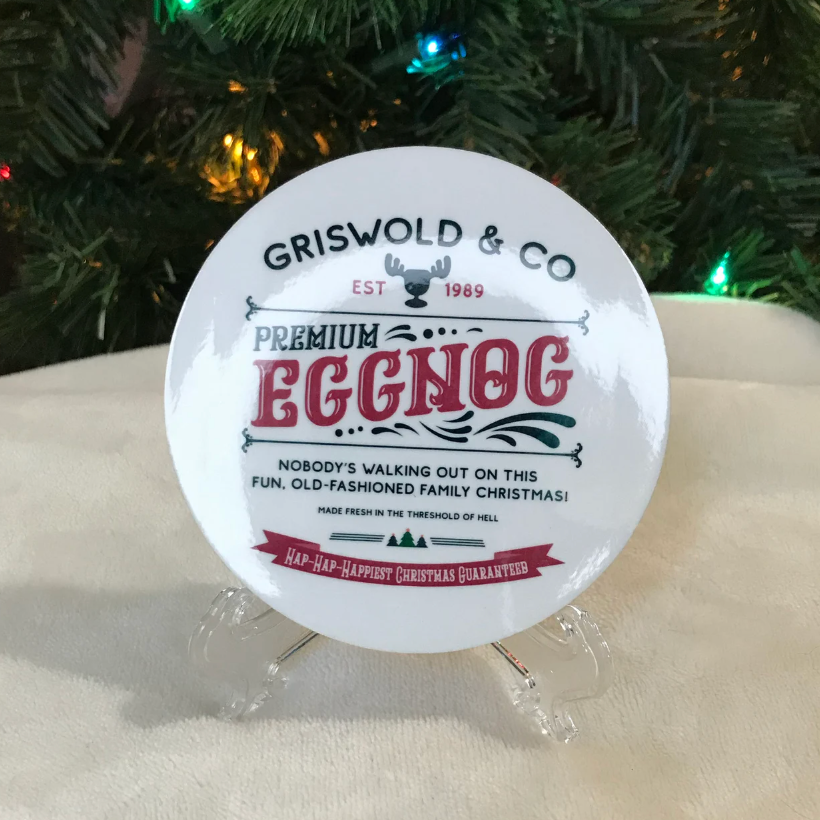 GRISWOLD & CO
EST 1989
PREMIUM
EGGNOG
NOBODY'S WALKING OUT ON THIS
FUN, OLD-FASHIONED FAMILY CHRISTMAS!
MADE FRESH IN THE THRESHOLD OF HELL
HAP-HAP-HAPPIEST CHRISTMAS GUARANTEED